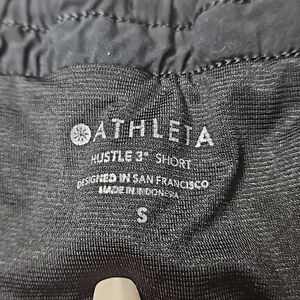 ATHLETA
HUSTLE 3" SHORT
DESIGNED IN SAN FRANCISCO
MADE IN INDONESIA
S